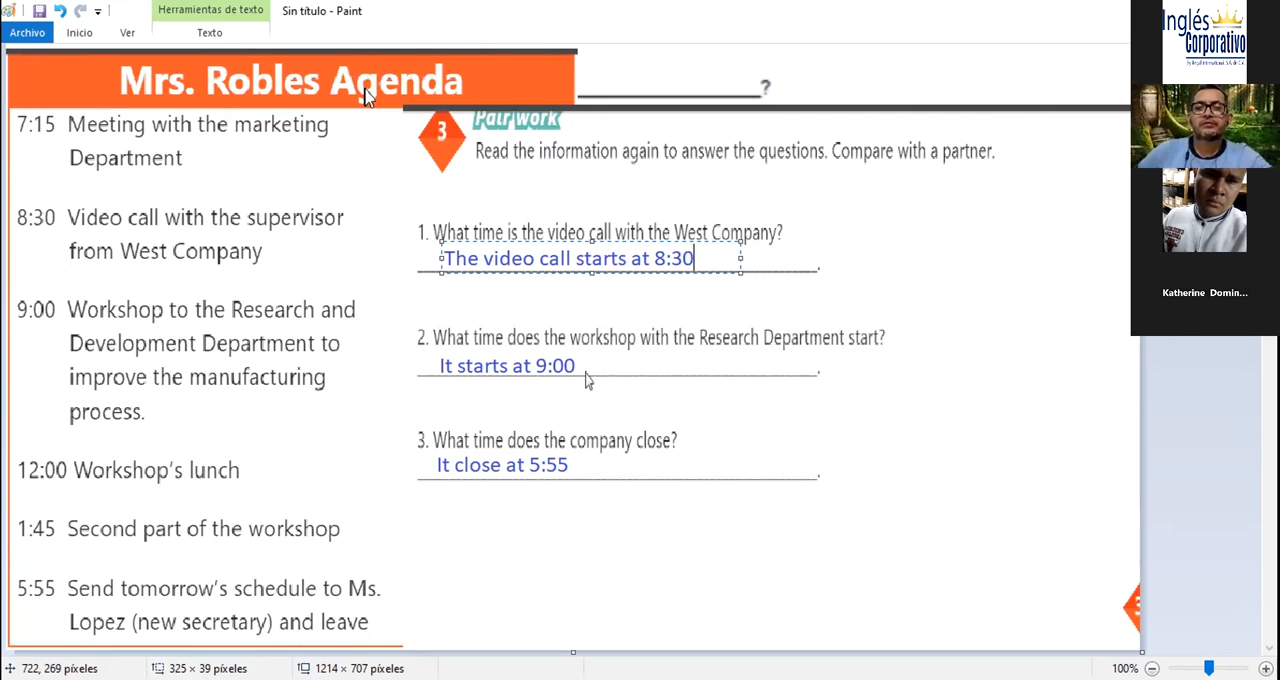 Herramientas de texto
Sin título - Paint
Archivo
Inicio
Ver
Texto
Mrs. Robles Agenda
?
7:15 Meeting with the marketing
Department
8:30 Video call with the supervisor
from West Company
9:00 Workshop to the Research and
Development Department to
improve the manufacturing
process.
12:00 Workshop's lunch
1:45 Second part of the workshop
5:55 Send tomorrow's schedule to Ms.
Lopez (new secretary) and leave
3
Pair work
Read the information again to answer the questions. Compare with a partner.
1. What time is the video call with the West Company?
The video call starts at 8:30
2. What time does the workshop with the Research Department start?
It starts at 9:00
3. What time does the company close?
It close at 5:55
Inglés
Corporativo
Katherine Domin...
722, 269 píxeles
325 × 39 píxeles
1214 × 707 píxeles
100%